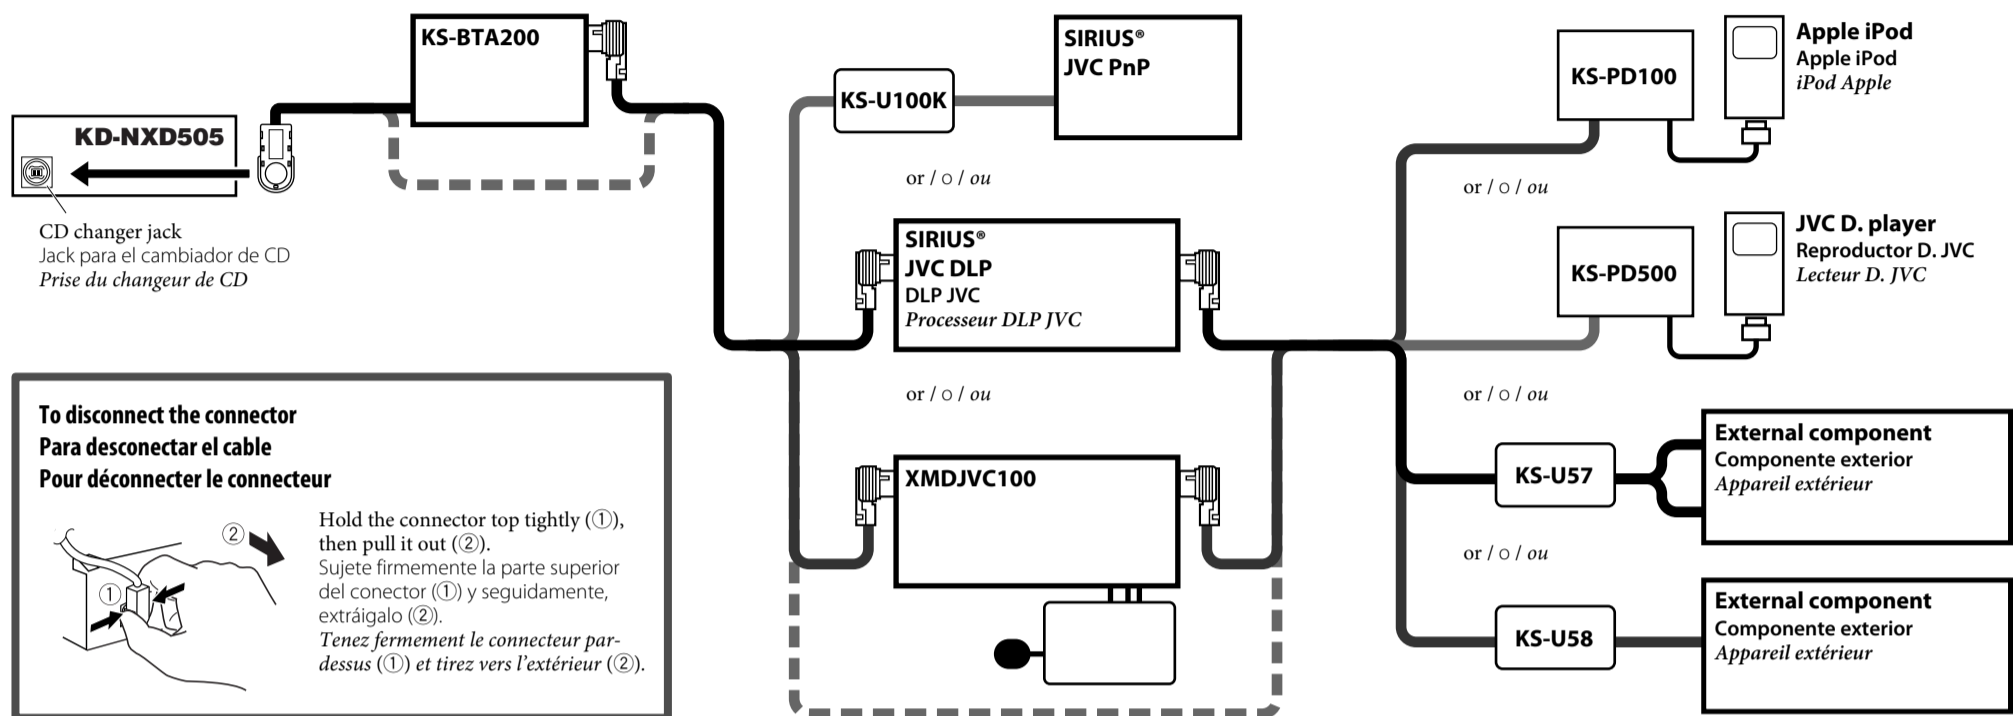 KS-BTA200
KD-NXD505
CD changer jack
Jack para el cambiador de CD
Prise du changeur de CD
KS-U100K
SIRIUS®
JVC PnP
or / o / ou
SIRIUS®
JVC DLP
DLP JVC
Processeur DLP JVC
or / o / ou
XMDJVC100
KS-PD100
Apple iPod
Apple iPod
iPod Apple
or / o / ou
KS-PD500
JVC D. player
Reproductor D. JVC
Lecteur D. JVC
or / o / ou
KS-U57
External component
Componente exterior
Appareil extérieur
or / o / ou
KS-U58
External component
Componente exterior
Appareil extérieur
To disconnect the connector
Para desconectar el cable
Pour déconnecter le connecteur
②
①
Hold the connector top tightly (①),
then pull it out (②).
Sujete firmemente la parte superior
del conector (①) y seguidamente,
extráigalo (②).
Tenez fermement le connecteur par-
dessus (①) et tirez vers l'extérieur (②).